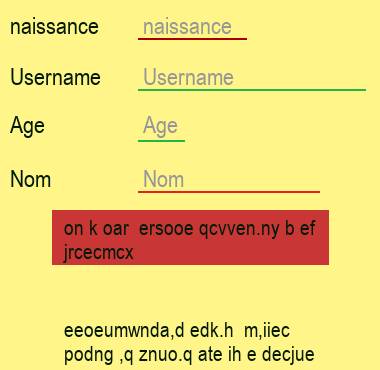 naissance naissance
Username Username
Age Age
Nom Nom
on k oar  ersooe qcvven.ny b ef
jrcecmcx
eeoeumwnda,d edk.h  m,iiec
podng ,q znuo.q ate ih e decjue